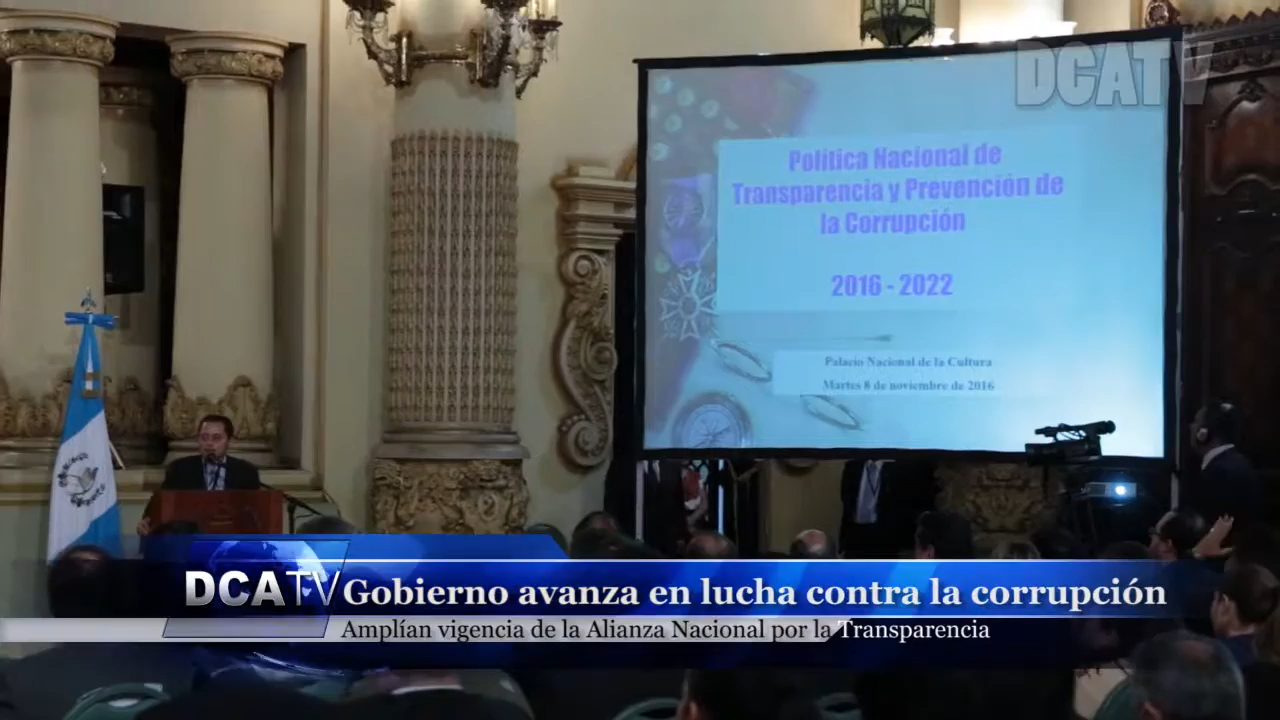 DCATV
Política Nacional de
Transparencia y Prevención de
la Corrupción
2016 - 2022
Palacio Nacional de la Cultura
Martes 8 de noviembre de 2016
DCATV Gobierno avanza en lucha contra la corrupción
Amplían vigencia de la Alianza Nacional por la Transparencia